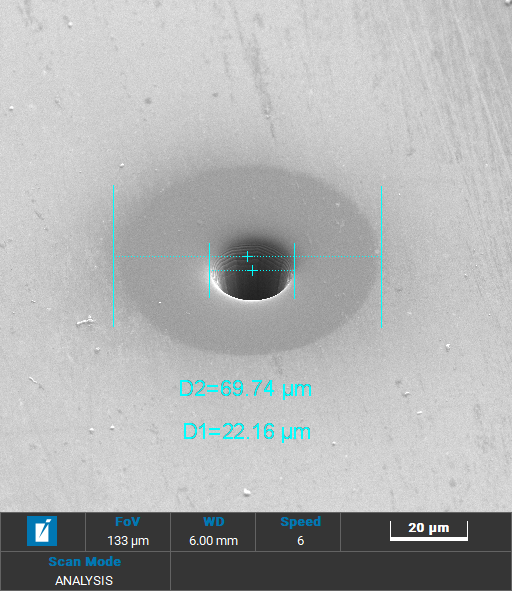 D2=69.74 µm
D1=22.16 µm
FoV
133 µm
WD
6.00 mm
Speed
6
20 µm
Scan Mode
ANALYSIS